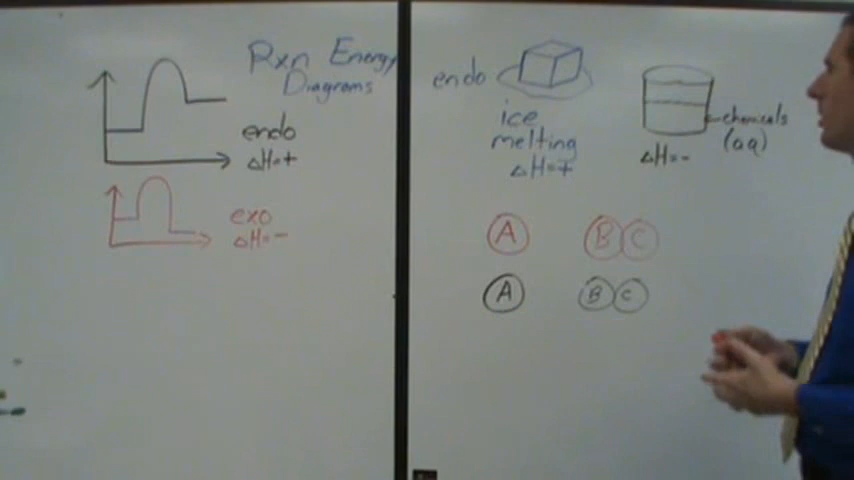 Rxn Energy
Diagrams
endo
ΔH=+
exo
ΔH=-
endo
ice
melting
ΔH=+
chemicals
(aq)
ΔH=-
A B C
A B C